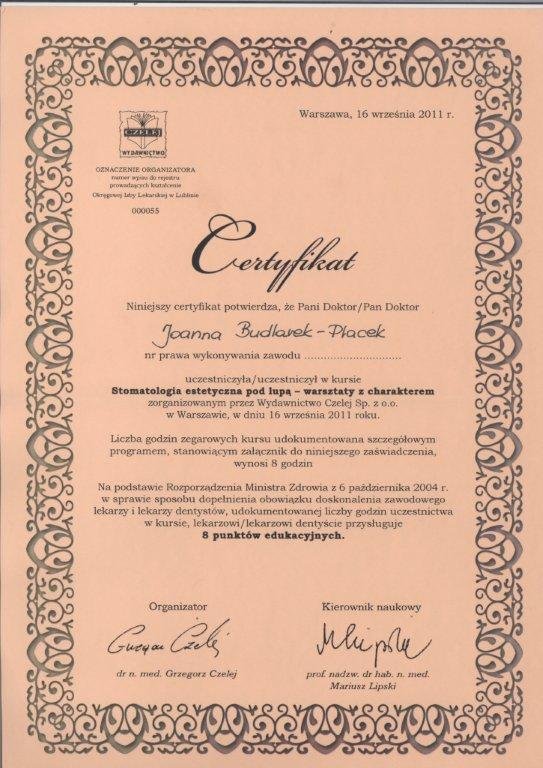 Warszawa, 16 września 2011 r.
CZELEJ
WYDAWNICTWO
OZNACZENIE ORGANIZATORA
numer wpisu do rejestru
prowadzących kształcenie
Okręgowej Izby Lekarskiej w Lublinie
000055
Certyfikat
Niniejszy certyfikat potwierdza, że Pani Doktor/Pan Doktor
Joanna Budlarek-Płacek
nr prawa wykonywania zawodu ..............................
uczestniczyła/uczestniczył w kursie
Stomatologia estetyczna pod lupą – warsztaty z charakterem
zorganizowanym przez Wydawnictwo Czelej Sp. z o.o.
w Warszawie, w dniu 16 września 2011 roku.
Liczba godzin zegarowych kursu udokumentowana szczegółowym
programem, stanowiącym załącznik do niniejszego zaświadczenia,
wynosi 8 godzin
Na podstawie Rozporządzenia Ministra Zdrowia z 6 października 2004 r.
w sprawie sposobu dopełnienia obowiązku doskonalenia zawodowego
lekarzy i lekarzy dentystów, udokumentowanej liczby godzin uczestnictwa
w kursie, lekarzowi/lekarzowi dentyście przysługuje
8 punktów edukacyjnych.
Organizator
Kierownik naukowy
Grzegorz Czelej
MLipski
dr n. med. Grzegorz Czelej
prof. nadzw. dr hab. n. med.
Mariusz Lipski